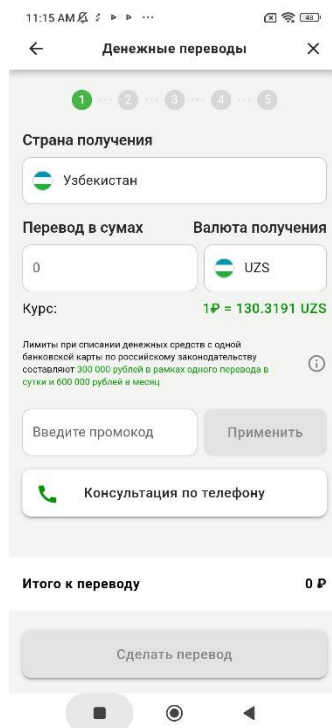 11:15 AM
48
Денежные переводы
1 2 3 4 5
Страна получения
Узбекистан
Перевод в сумах Валюта получения
0 UZS
Курс: 1₽ = 130.3191 UZS
Лимиты при списании денежных средств с одной
банковской карты по российскому законодательству
составляют 300 000 рублей в рамках одного перевода в
сутки и 600 000 рублей в месяц
Введите промокод Применить
Консультация по телефону
Итого к переводу 0 ₽
Сделать перевод